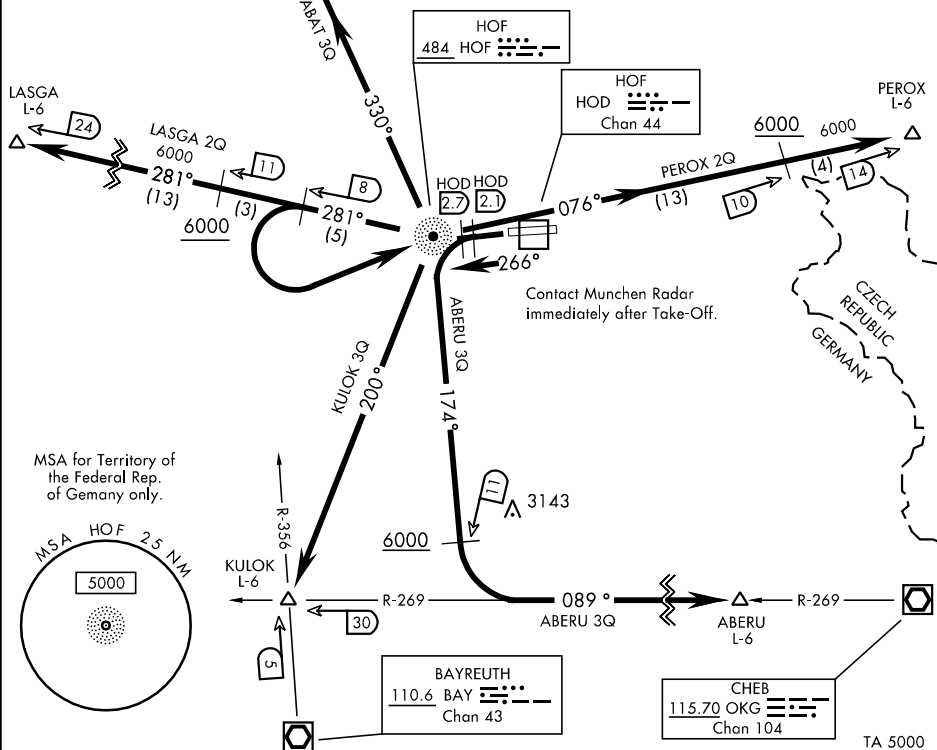 ABAT 3Q
330°
HOF
484 HOF
HOF
HOD
Chan 44
LASGA
L-6
24
LASGA 2Q
6000
281°
(13)
11
(3)
6000
8
281°
(5)
HOD
2.7
HOD
2.1
076°
(13)
PEROX 2Q
6000
6000
(4)
10
14
PEROX
L-6
266°
Contact Munchen Radar
immediately after Take-Off.
CZECH
REPUBLIC
GERMANY
KULOK 3Q
200°
ABERU 3Q
174°
11
3143
6000
MSA for Territory of
the Federal Rep.
of Gemany only.
MSA HOF 25 NM
5000
R-356
KULOK
L-6
R-269
30
5
089°
ABERU 3Q
ABERU
L-6
R-269
BAYREUTH
110.6 BAY
Chan 43
CHEB
115.70 OKG
Chan 104
TA 5000